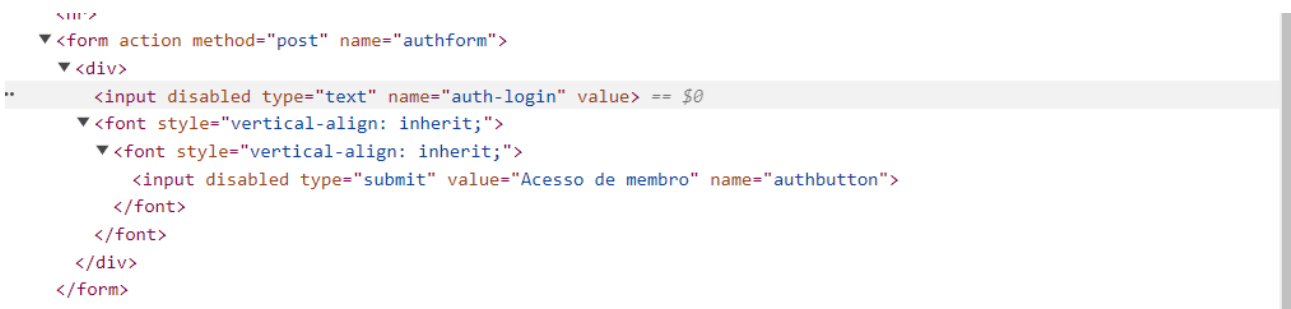 ▼<form action method="post" name="authform">
▼<div>
<input disabled type="text" name="auth-login" value> == $0
▼<font style="vertical-align: inherit;">
▼<font style="vertical-align: inherit;">
<input disabled type="submit" value="Acesso de membro" name="authbutton">
</font>
</font>
</div>
</form>